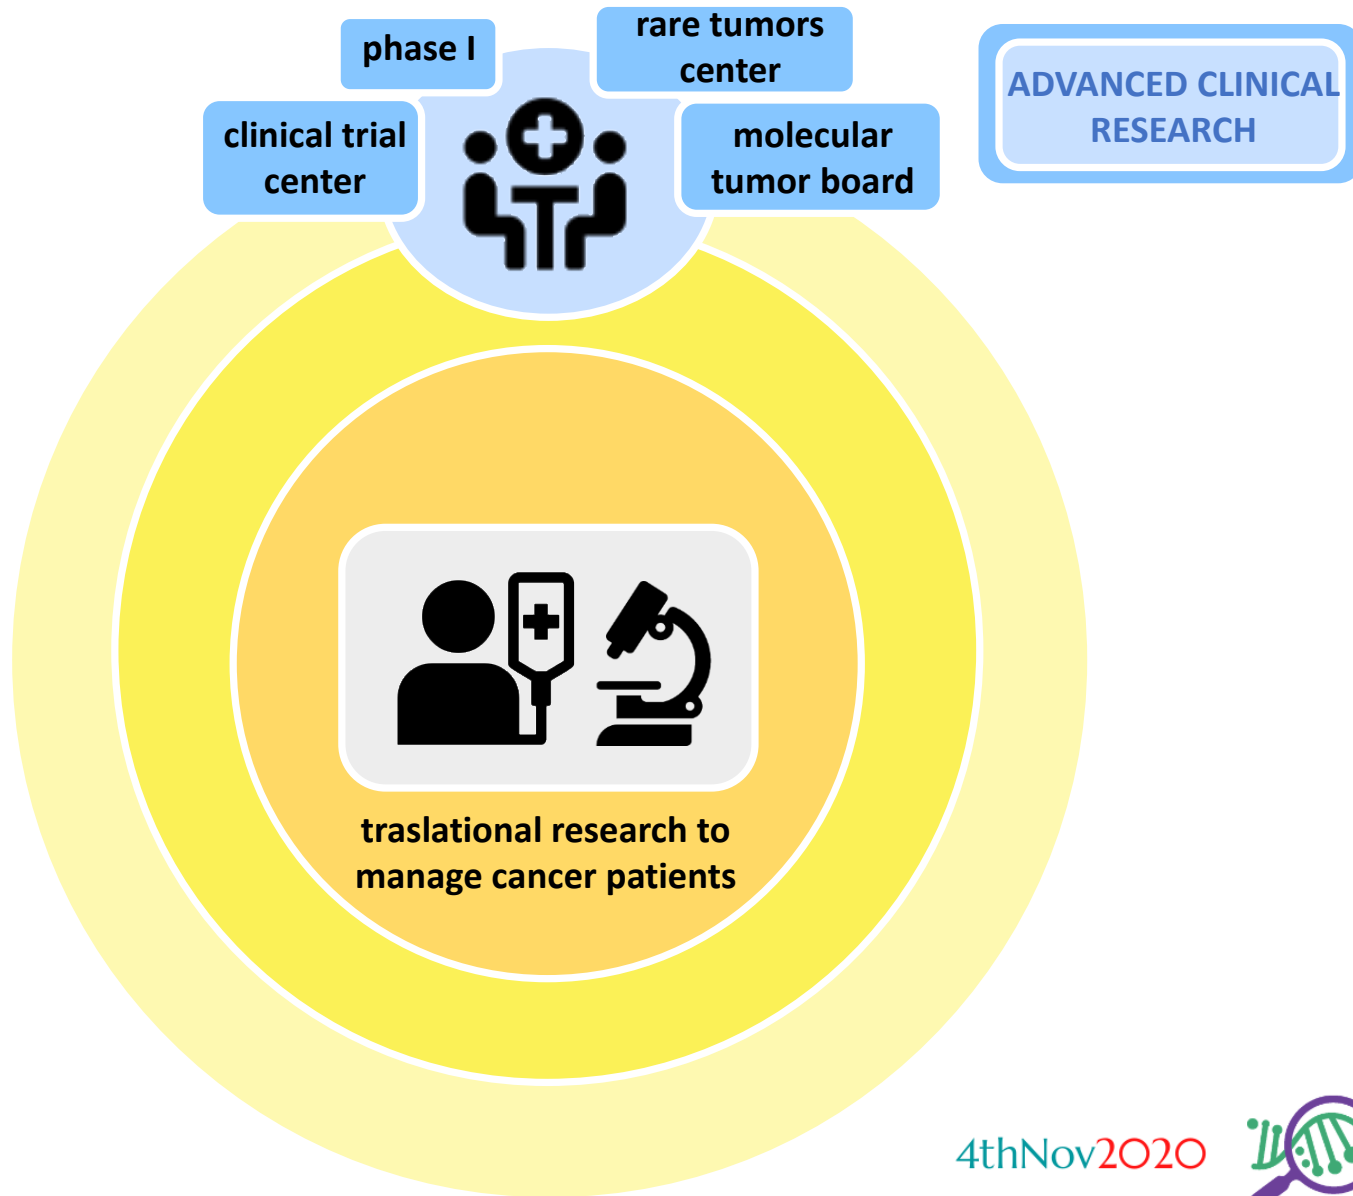 phase I
rare tumors
center
clinical trial
center
molecular
tumor board
ADVANCED CLINICAL
RESEARCH
traslational research to
manage cancer patients
4thNov2020